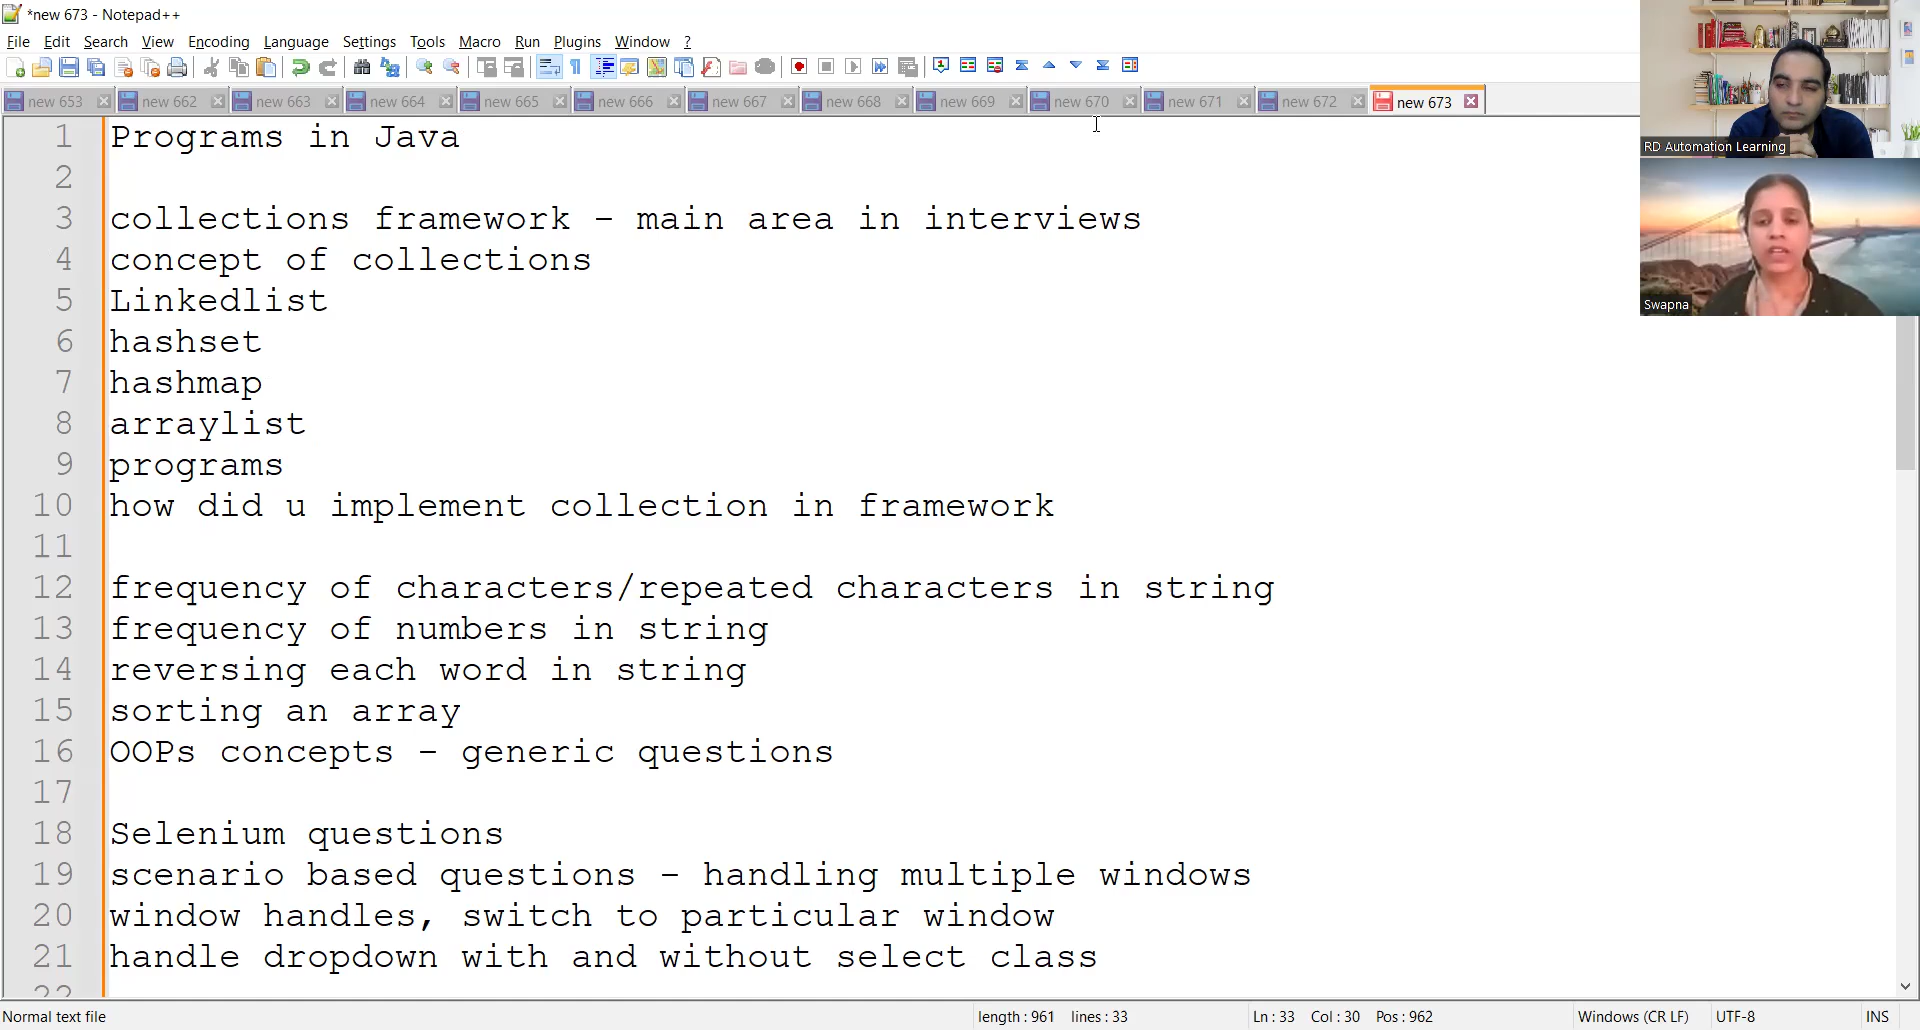 *new 673 - Notepad++
File Edit Search View Encoding Language Settings Tools Macro Run Plugins Window ?
new 653 new 662 new 663 new 664 new 665 new 666 new 667 new 668 new 669 new 670 new 671 new 672 new 673
RD Automation Learning
Swapna
1 Programs in Java
2
3 collections framework - main area in interviews
4 concept of collections
5 Linkedlist
6 hashset
7 hashmap
8 arraylist
9 programs
10 how did u implement collection in framework
11
12 frequency of characters/repeated characters in string
13 frequency of numbers in string
14 reversing each word in string
15 sorting an array
16 OOPs concepts - generic questions
17
18 Selenium questions
19 scenario based questions - handling multiple windows
20 window handles, switch to particular window
21 handle dropdown with and without select class
22
Normal text file length : 961 lines : 33 Ln : 33 Col : 30 Pos : 962 Windows (CR LF) UTF-8 INS